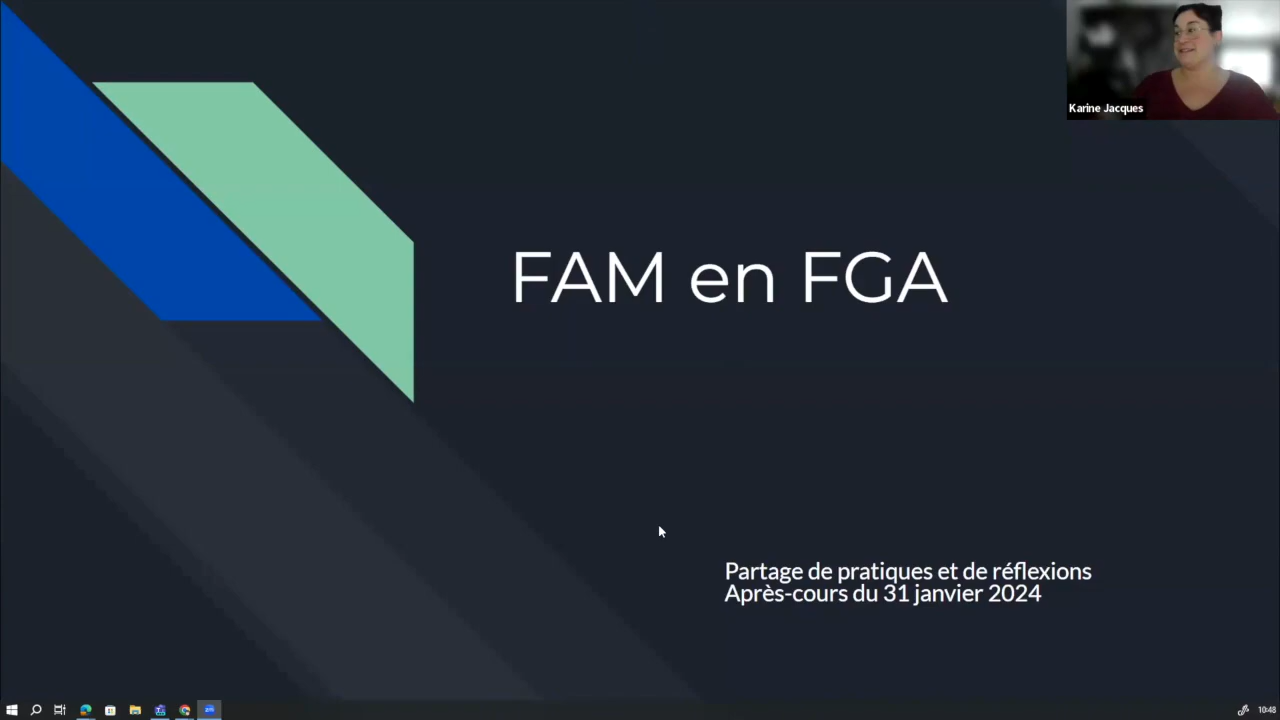 Karine Jacques
FAM en FGA
Partage de pratiques et de réflexions
Après-cours du 31 janvier 2024
10:48